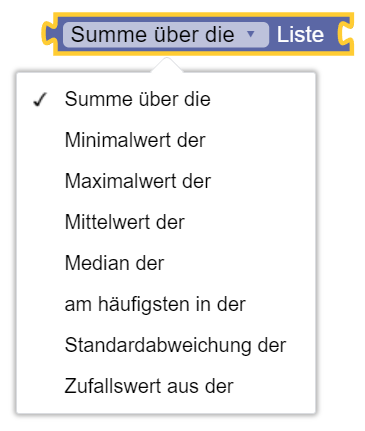 Summe über die Liste
Summe über die
Minimalwert der
Maximalwert der
Mittelwert der
Median der
am häufigsten in der
Standardabweichung der
Zufallswert aus der